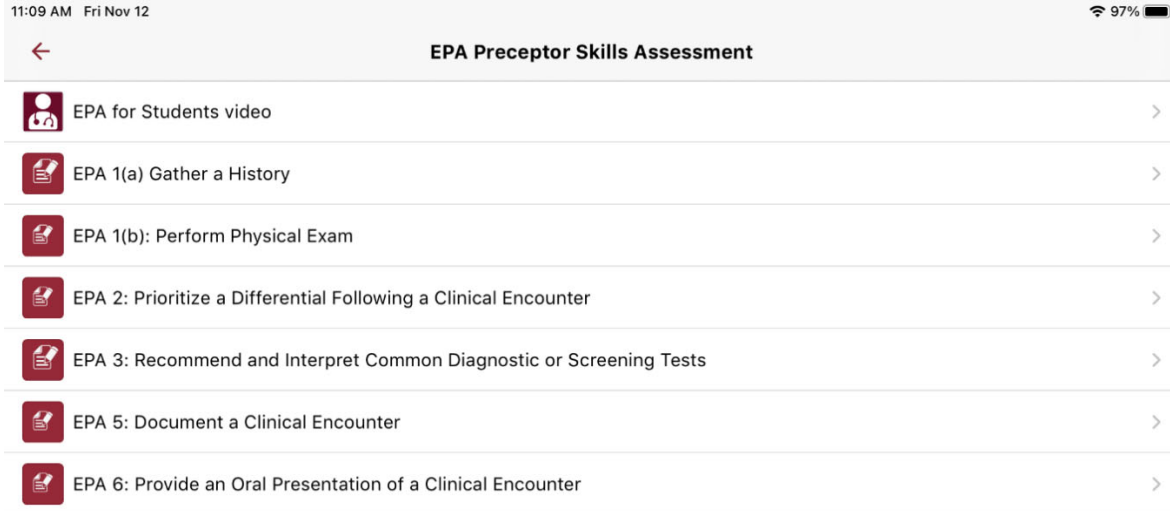 11:09 AM Fri Nov 12 97%
EPA Preceptor Skills Assessment
EPA for Students video
EPA 1(a) Gather a History
EPA 1(b): Perform Physical Exam
EPA 2: Prioritize a Differential Following a Clinical Encounter
EPA 3: Recommend and Interpret Common Diagnostic or Screening Tests
EPA 5: Document a Clinical Encounter
EPA 6: Provide an Oral Presentation of a Clinical Encounter